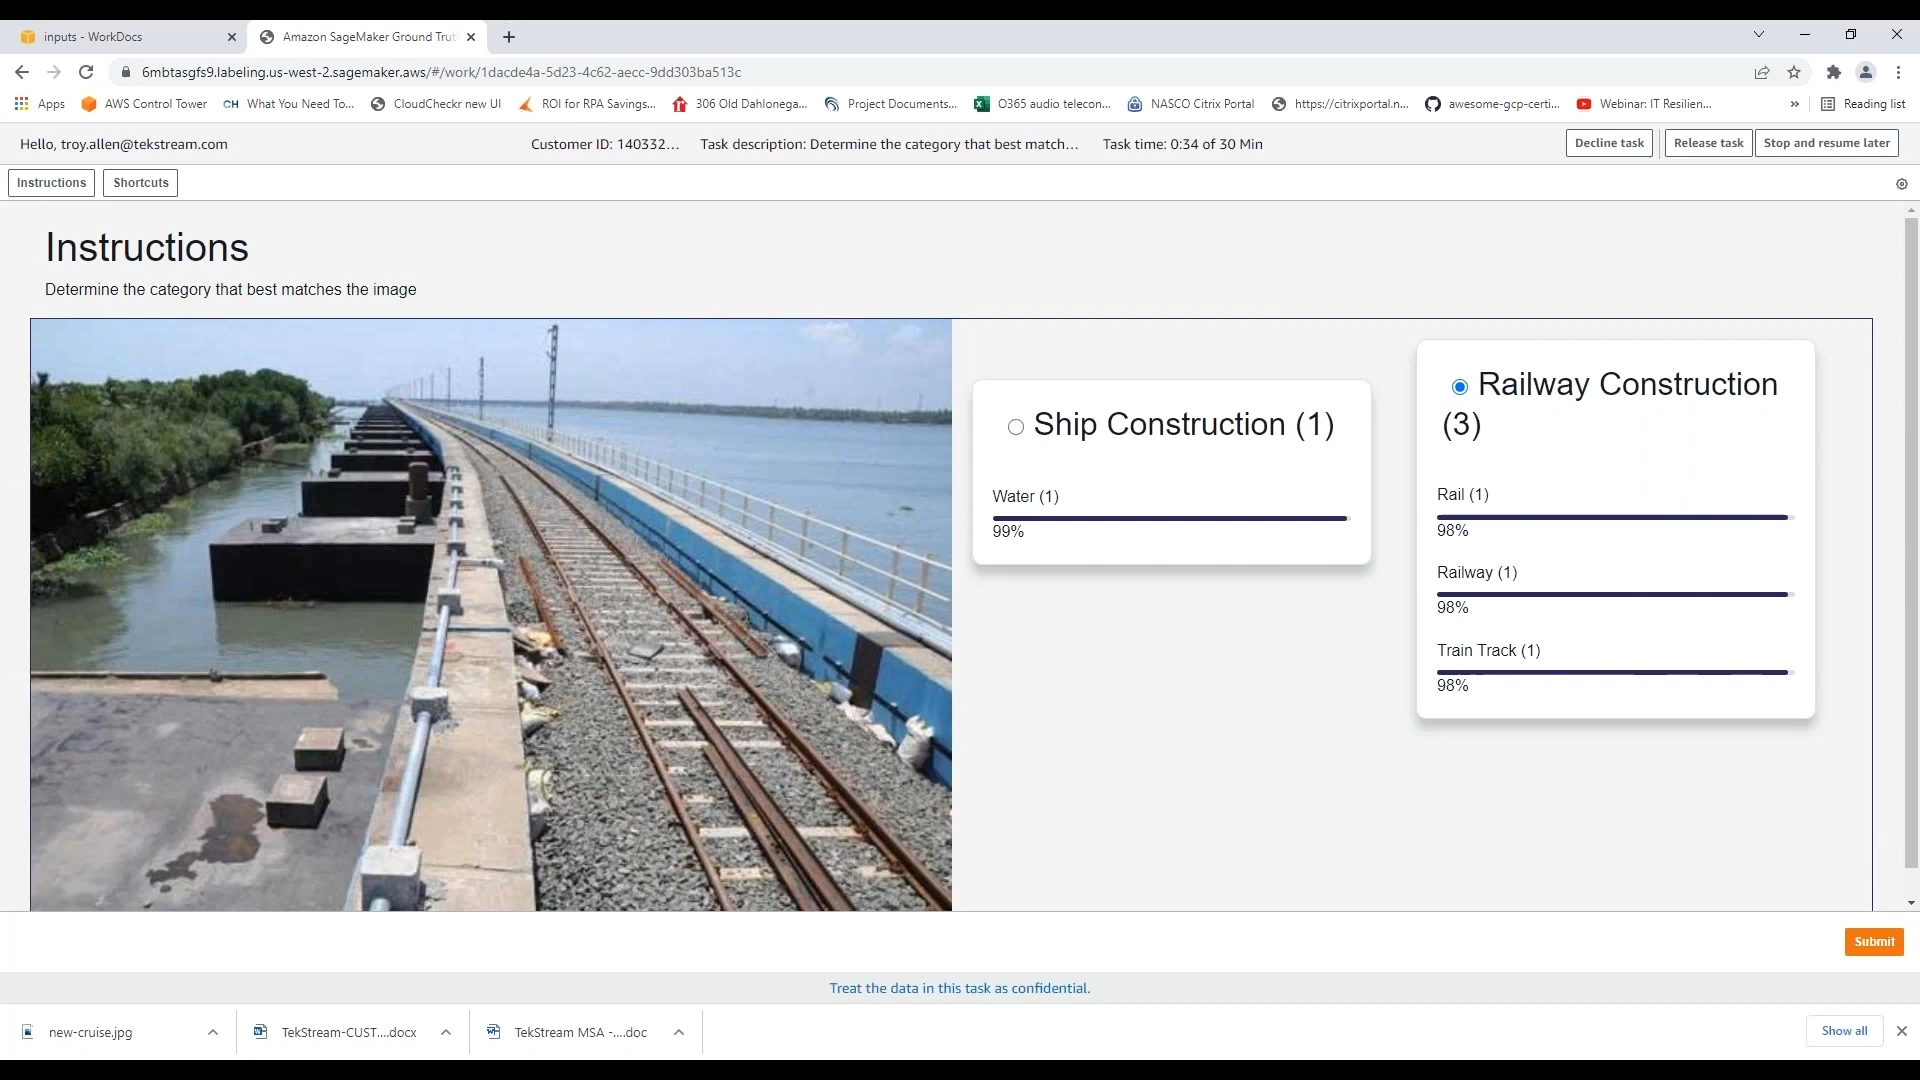 inputs - WorkDocs
Amazon SageMaker Ground Trut
6mbtasgfs9.labeling.us-west-2.sagemaker.aws/#/work/1dacde4a-5d23-4c62-aecc-9dd303ba513c
Apps
AWS Control Tower
CH What You Need To...
CloudCheckr new UI
ROI for RPA Savings...
306 Old Dahlonega...
Project Documents...
O365 audio telecon...
NASCO Citrix Portal
https://citrixportal.n...
awesome-gcp-certi...
Webinar: IT Resilien...
»
Reading list
Hello, troy.allen@tekstream.com
Customer ID: 140332...
Task description: Determine the category that best match...
Task time: 0:34 of 30 Min
Decline task
Release task
Stop and resume later
Instructions
Shortcuts
Instructions
Determine the category that best matches the image
Ship Construction (1)
Water (1)
99%
Railway Construction
(3)
Rail (1)
98%
Railway (1)
98%
Train Track (1)
98%
Submit
Treat the data in this task as confidential.
new-cruise.jpg
TekStream-CUST....docx
TekStream MSA -....doc
Show all